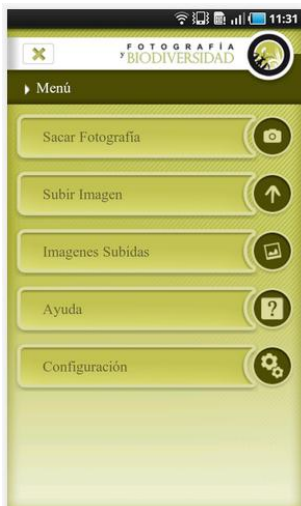 11:31
FOTOGRAFÍA
y BIODIVERSIDAD
Menú
Sacar Fotografía
Subir Imagen
Imagenes Subidas
Ayuda
?
Configuración